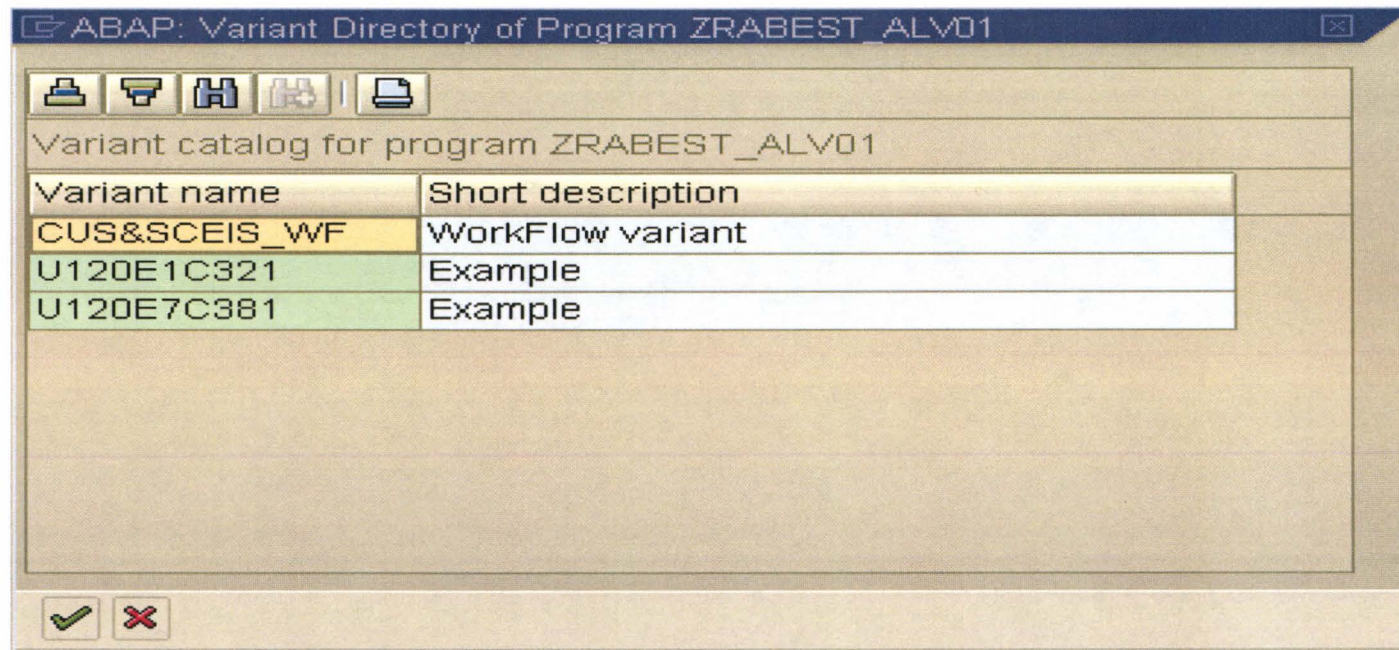 ABAP: Variant Directory of Program ZRABEST_ALV01
Variant catalog for program ZRABEST_ALV01
Variant name Short description
CUS&SCEIS_WF WorkFlow variant
U120E1C321 Example
U120E7C381 Example